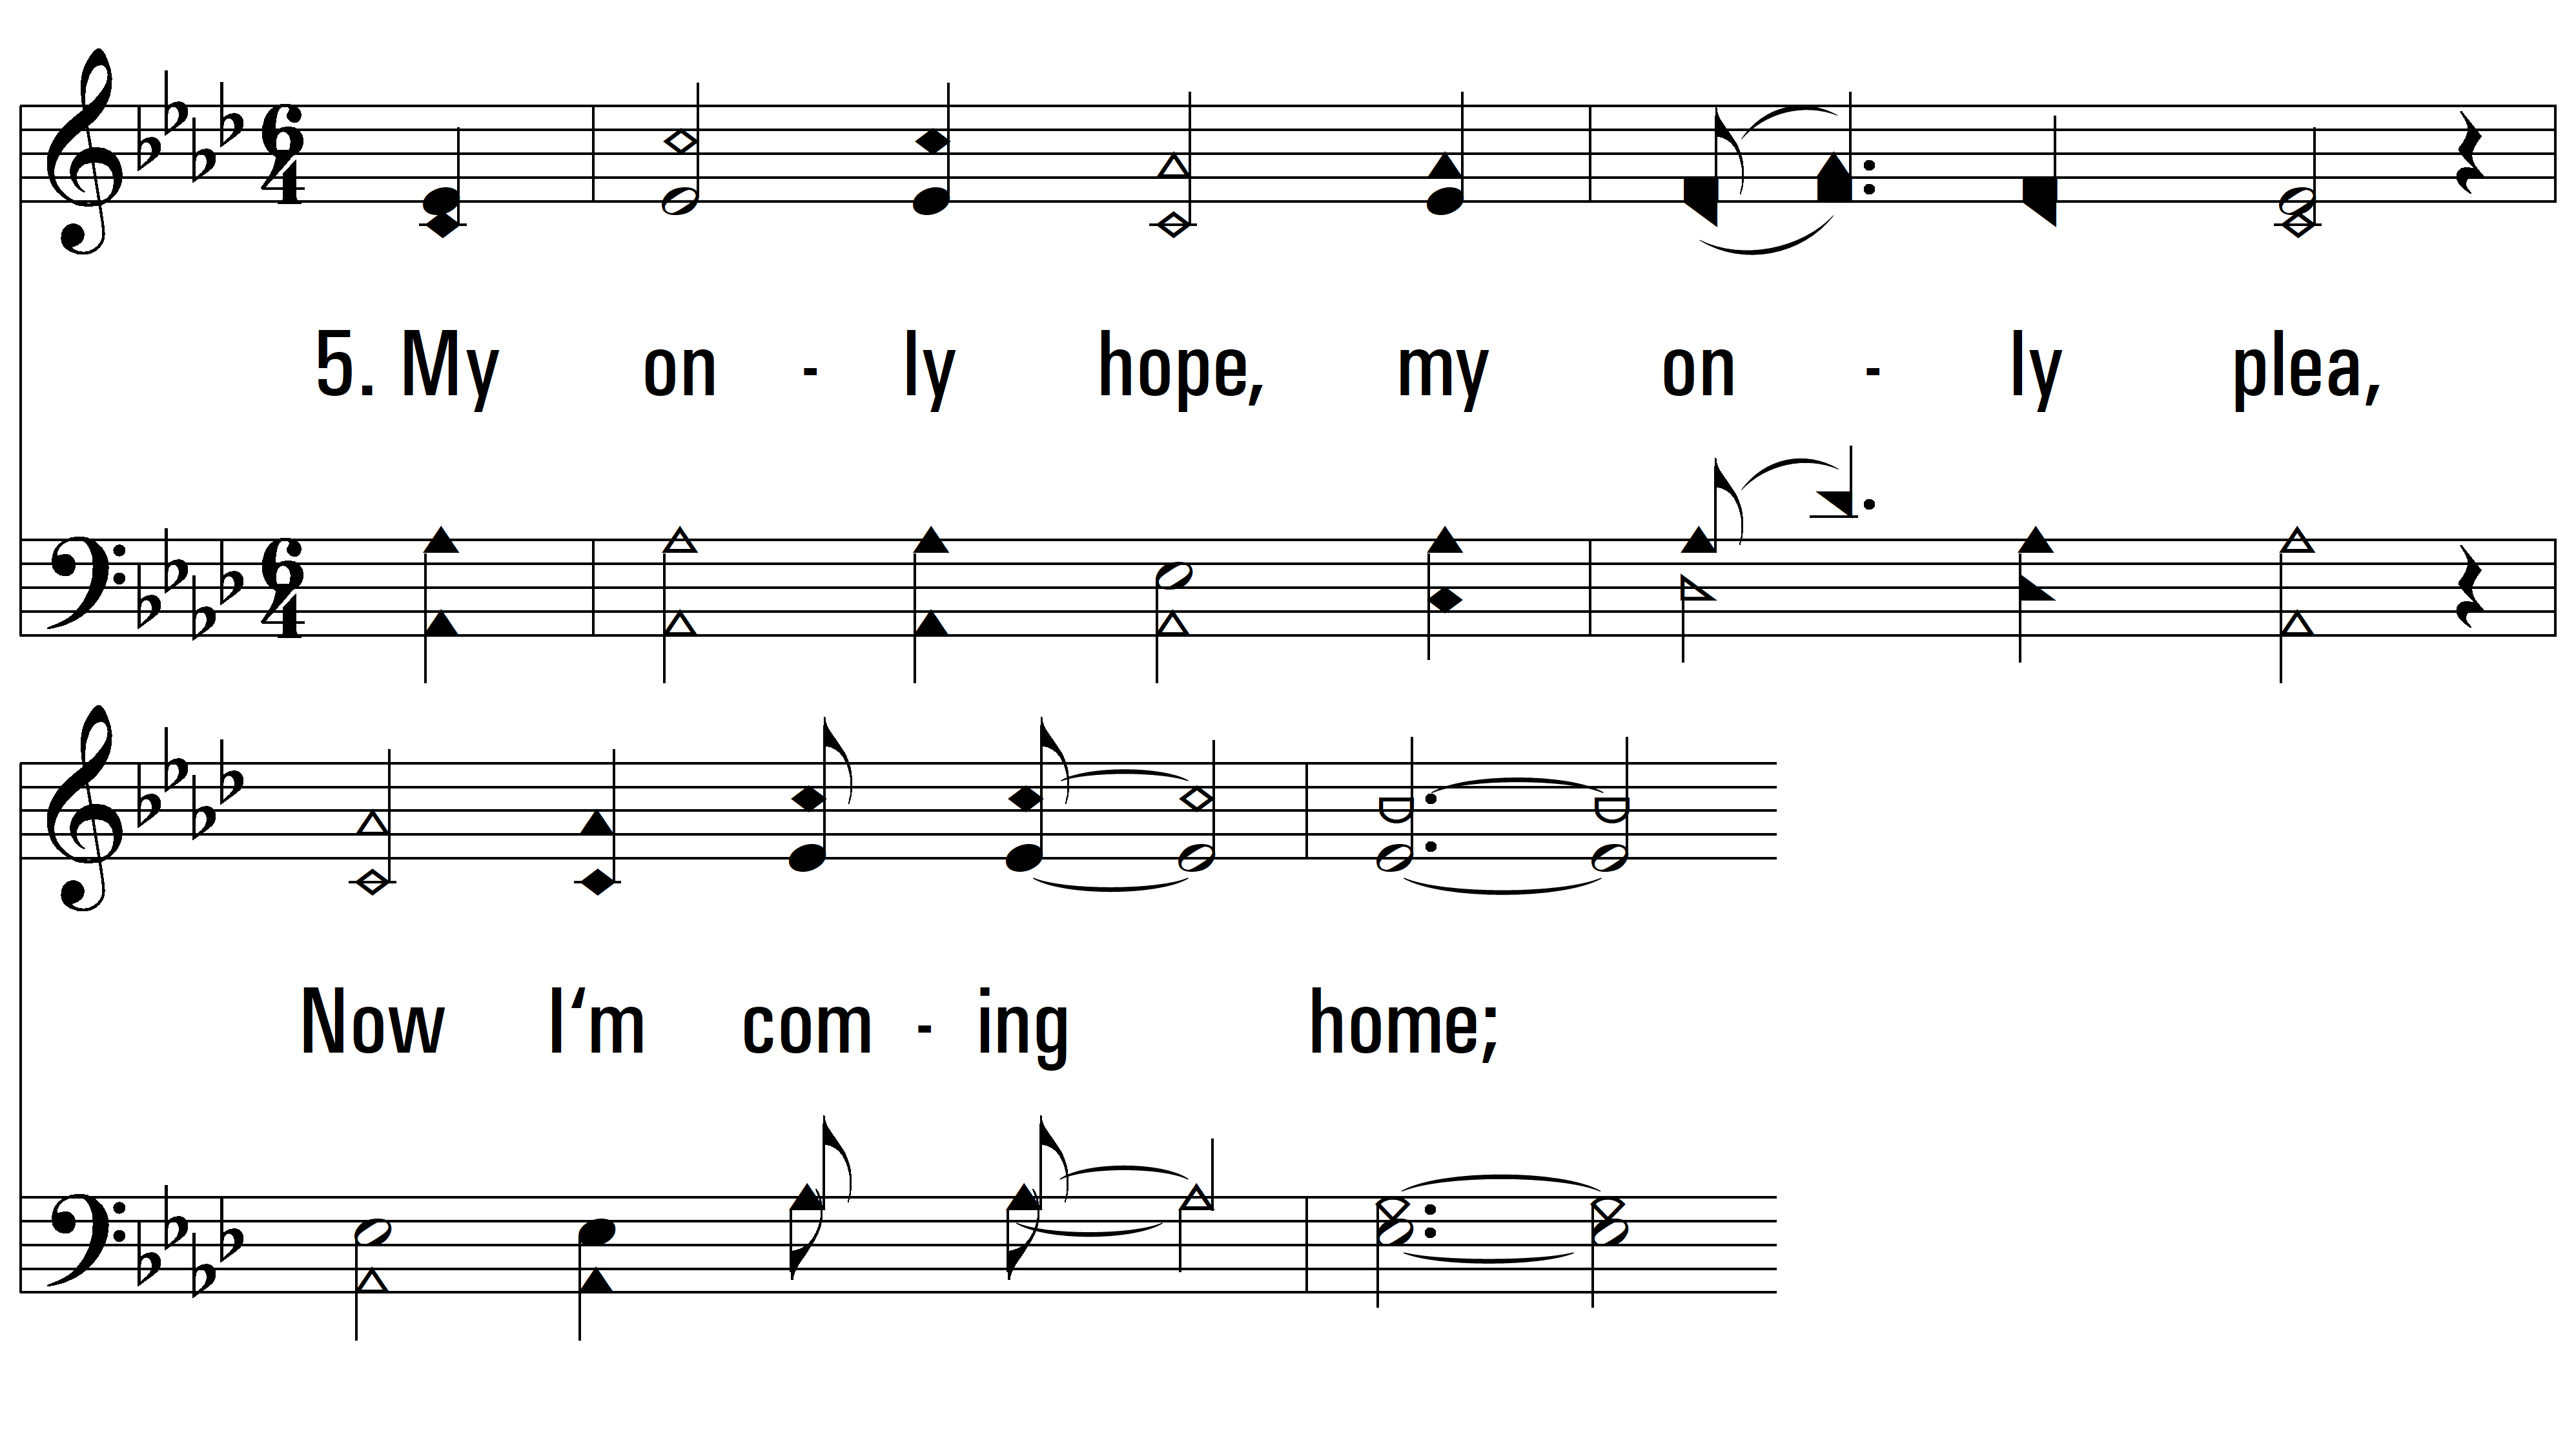 5. My on - ly hope, my on - ly plea,
Now I‘m com - ing home;